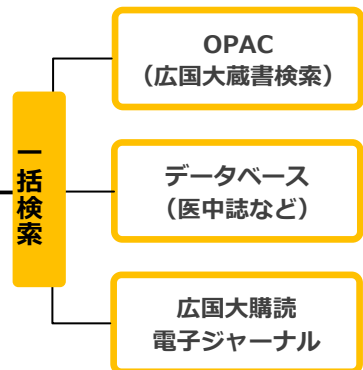 一括検索
OPAC
（広国大蔵書検索）
データベース
（医中誌など）
広国大購読
電子ジャーナル